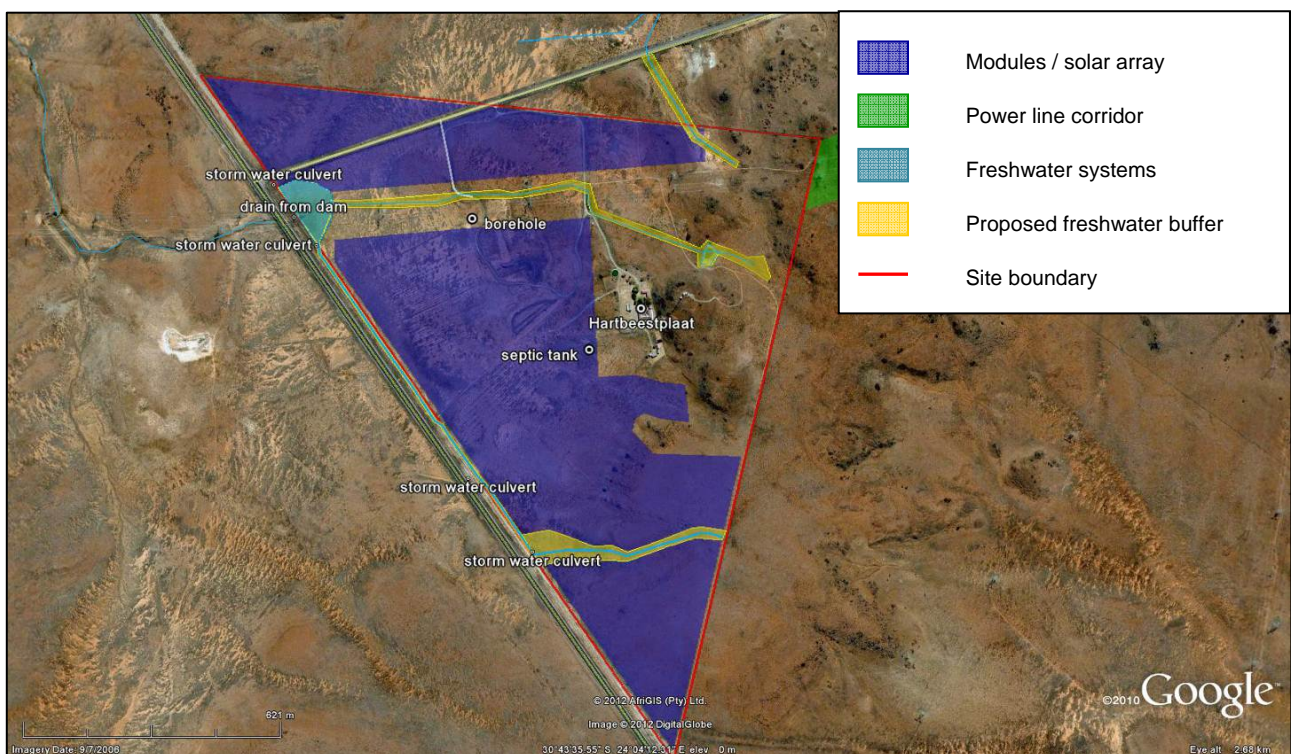 Modules / solar array
Power line corridor
Freshwater systems
Proposed freshwater buffer
Site boundary
storm water culvert
drain from dam
storm water culvert
borehole
Hartbeestplaat
septic tank
storm water culvert
storm water culvert
© 2012 AfriGIS (Pty) Ltd.
Image © 2012 DigitalGlobe
©2010 Google™
621 m
Imagery Date: 9/7/2006
30°43'35.55" S 24°04'12.31" E elev 0 m
Eye alt 2.68 km